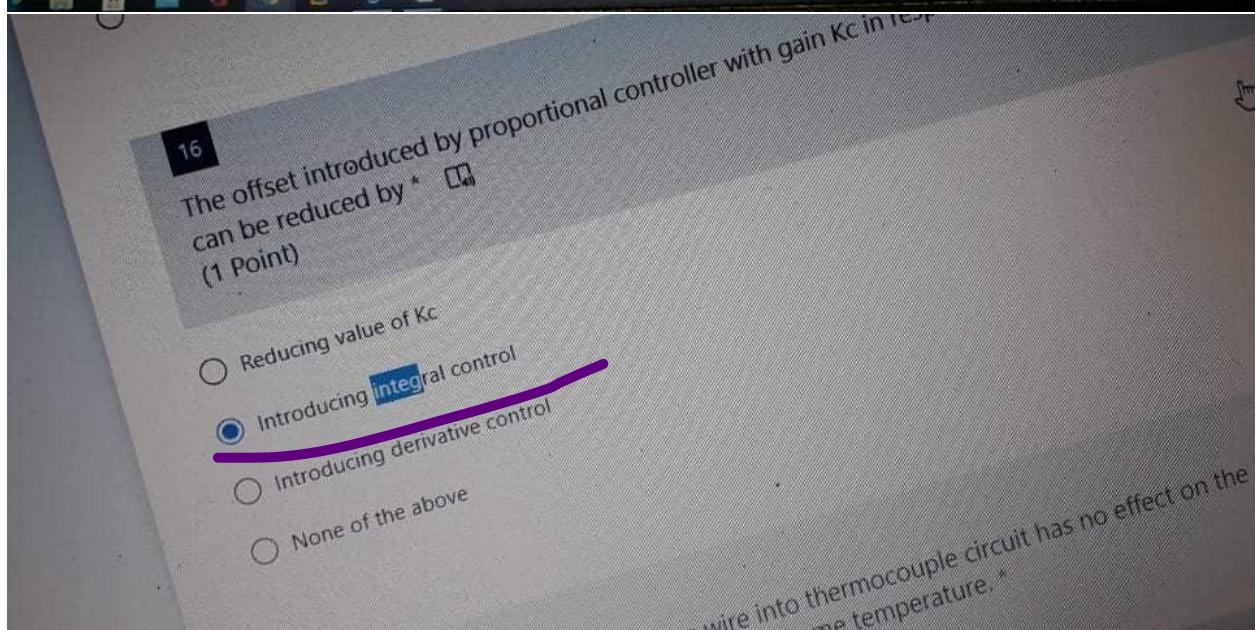 16
The offset introduced by proportional controller with gain Kc in
can be reduced by *
(1 Point)
Reducing value of Kc
Introducing integral control
Introducing derivative control
None of the above
wire into thermocouple circuit has no effect on the
temperature. *